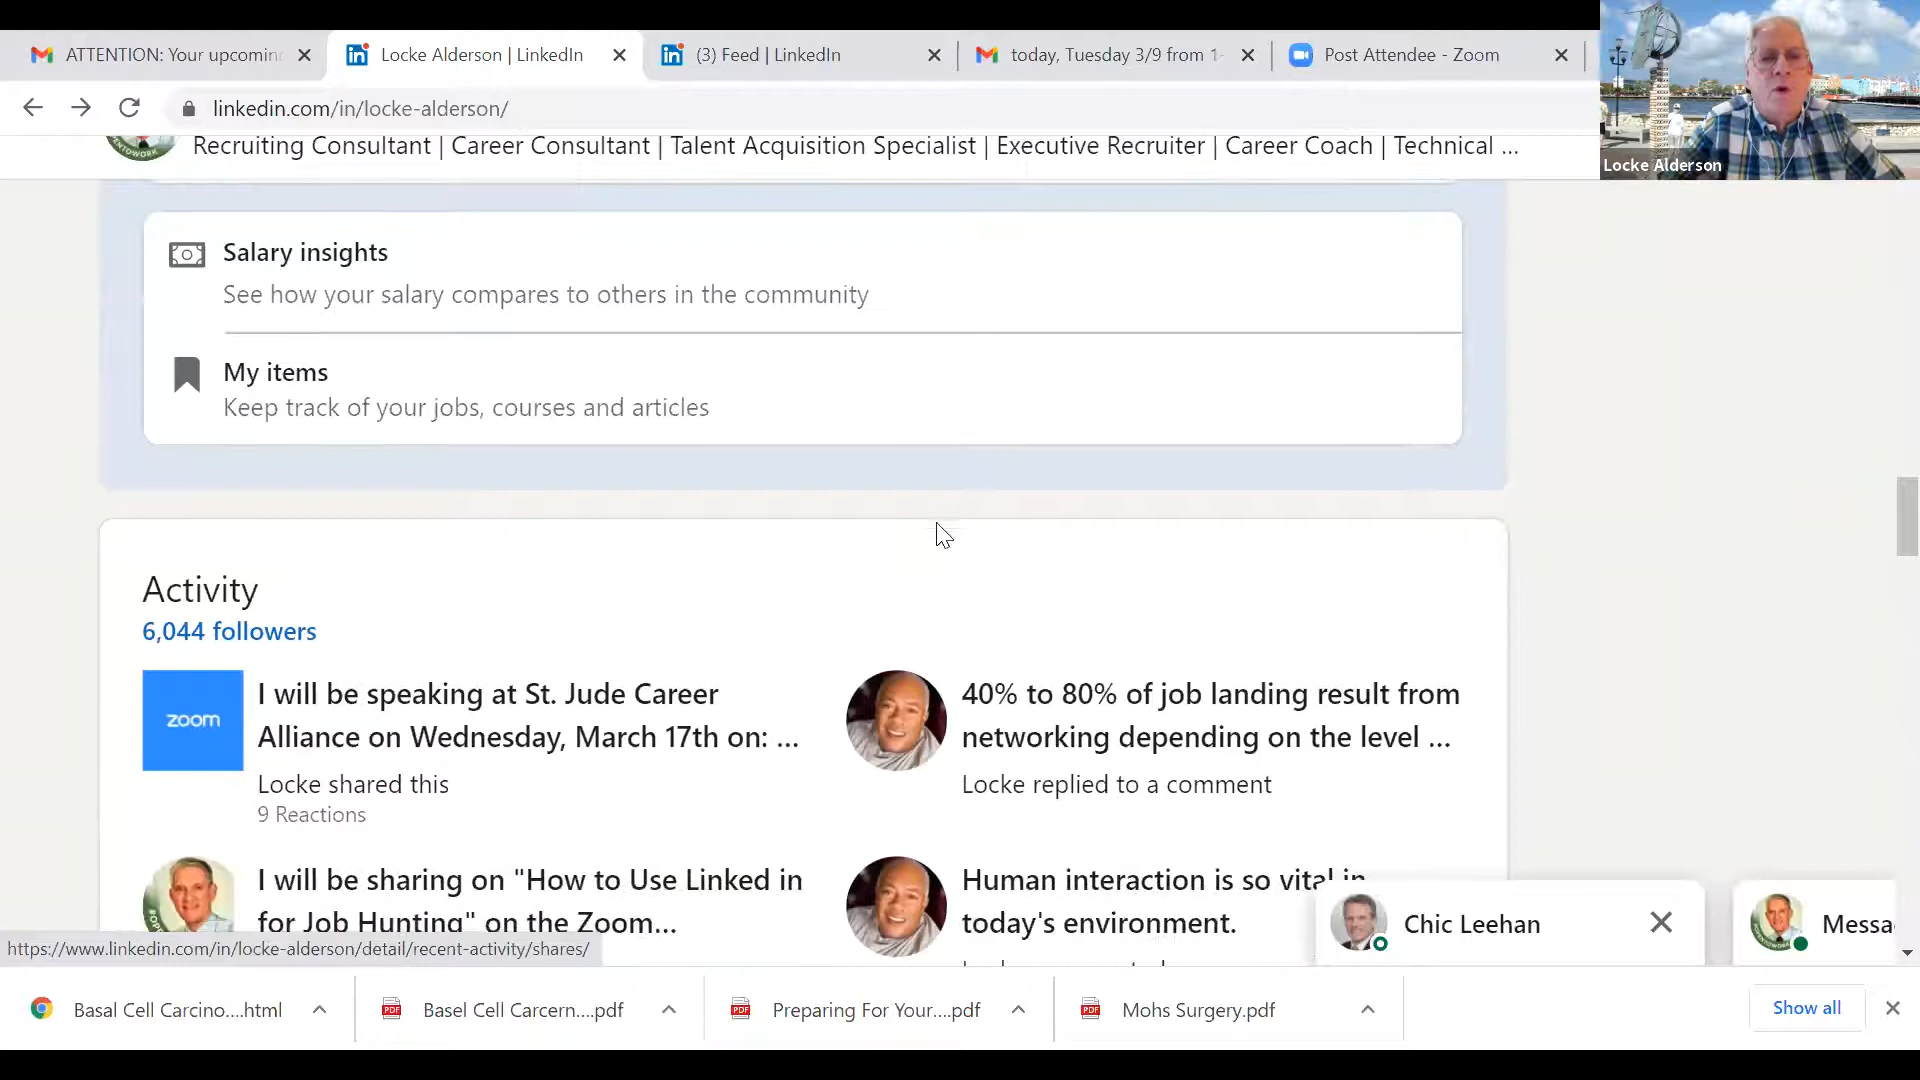 ATTENTION: Your upcomin
Locke Alderson | LinkedIn
(3) Feed | LinkedIn
today, Tuesday 3/9 from 1-
Post Attendee - Zoom
linkedin.com/in/locke-alderson/
Recruiting Consultant | Career Consultant | Talent Acquisition Specialist | Executive Recruiter | Career Coach | Technical ...
Locke Alderson
Salary insights
See how your salary compares to others in the community
My items
Keep track of your jobs, courses and articles
Activity
6,044 followers
zoom
I will be speaking at St. Jude Career
Alliance on Wednesday, March 17th on: ...
Locke shared this
9 Reactions
40% to 80% of job landing result from
networking depending on the level ...
Locke replied to a comment
I will be sharing on "How to Use Linked in
for Job Hunting" on the Zoom...
Human interaction is so vital in
today's environment.
Chic Leehan
Messa
https://www.linkedin.com/in/locke-alderson/detail/recent-activity/shares/
Basal Cell Carcino....html
Basel Cell Carcern....pdf
Preparing For Your....pdf
Mohs Surgery.pdf
Show all